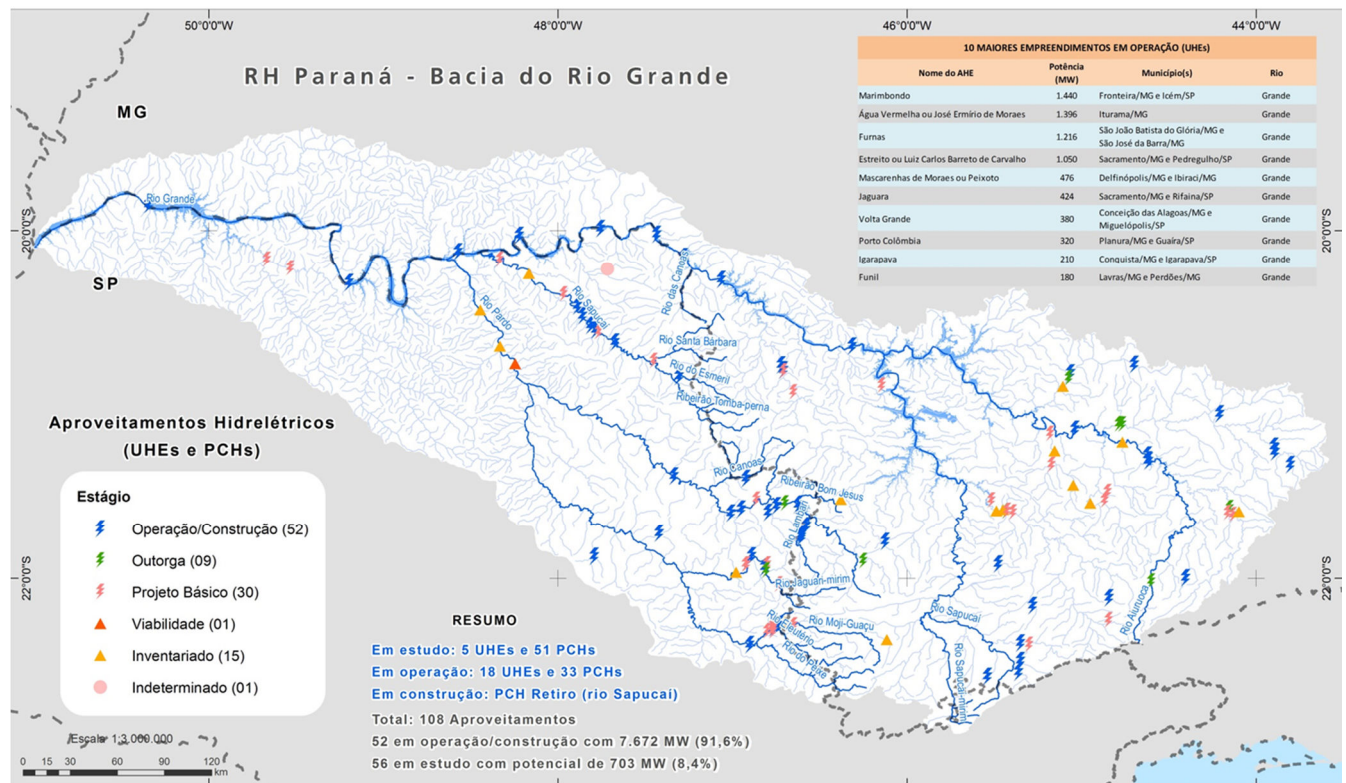 50°0'0"W 48°0'0"W 46°0'0"W 44°0'0"W
RH Paraná - Bacia do Rio Grande
MG
SP
10 MAIORES EMPREENDIMENTOS EM OPERAÇÃO (UHEs)
Nome do AHE Potência (MW) Município(s) Rio
Marimbondo 1.440 Fronteira/MG e Icém/SP Grande
Água Vermelha ou José Ermírio de Moraes 1.396 Iturama/MG Grande
Furnas 1.216 São João Batista do Glória/MG e São José da Barra/MG Grande
Estreito ou Luiz Carlos Barreto de Carvalho 1.050 Sacramento/MG e Pedregulho/SP Grande
Mascarenhas de Moraes ou Peixoto 476 Delfinópolis/MG e Ibiraci/MG Grande
Jaguara 424 Sacramento/MG e Rifaina/SP Grande
Volta Grande 380 Conceição das Alagoas/MG e Miguelópolis/SP Grande
Porto Colômbia 320 Planura/MG e Guaíra/SP Grande
Igarapava 210 Conquista/MG e Igarapava/SP Grande
Funil 180 Lavras/MG e Perdões/MG Grande
20°0'0"S
20°0'0"S
22°0'0"S
22°0'0"S
Rio Grande
Rio das Canoas
Rio Pardo
Rio Sapucaí
Rio Santa Bárbara
Rio do Esmeril
Ribeirão Tomba-perna
Rio Canoas
Ribeirão Bom Jesus
Rio Lambari
Rio Jaguari-mirim
Rio Moji-Guaçu
Rio Eleutério
Rio do Peixe
Rio Sapucaí
Rio Sapucaí-mirim
Rio Aiuruoca
Aproveitamentos Hidrelétricos
(UHEs e PCHs)
Estágio
Operação/Construção (52)
Outorga (09)
Projeto Básico (30)
Viabilidade (01)
Inventariado (15)
Indeterminado (01)
Escala 1:3.000.000
0 15 30 60 90 120
km
RESUMO
Em estudo: 5 UHEs e 51 PCHs
Em operação: 18 UHEs e 33 PCHs
Em construção: PCH Retiro (rio Sapucaí)
Total: 108 Aproveitamentos
52 em operação/construção com 7.672 MW (91,6%)
56 em estudo com potencial de 703 MW (8,4%)